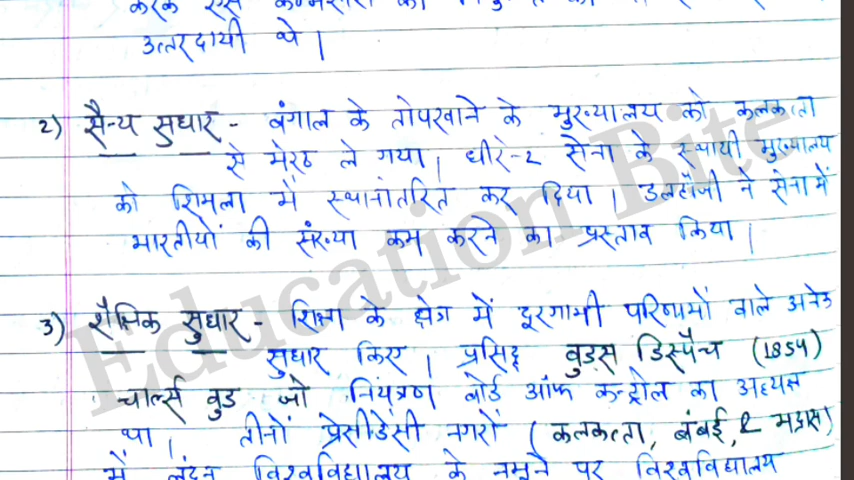 उत्तरदायी थे |
2) सैन्य सुधार - बंगाल के तोपखाने के मुख्यालय को कलकत्ता
से मेरठ ले गया | धीरे-2 सेना के स्थायी मुख्यालय
को शिमला में स्थानांतरित कर दिया | डलहौजी ने सेना में
भारतीयों की संख्या कम करने का प्रस्ताव किया |
3) शैक्षिक सुधार - शिक्षा के क्षेत्र में दूरगामी परिणामों वाले अनेक
सुधार किए | प्रसिद्ध वुड्स डिस्पैच (1854)
चार्ल्स वुड जो नियंत्रण बोर्ड ऑफ कन्ट्रोल का अध्यक्ष
था | तीनों प्रेसीडेंसी नगरों (कलकत्ता, बंबई, & मद्रास)
में लंदन विश्वविद्यालय के नमूने पर विश्वविद्यालय
Education Bite